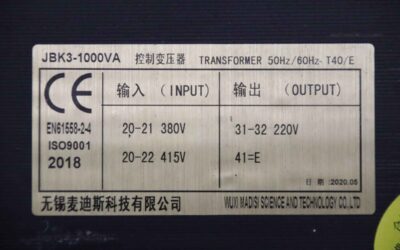 JBK3-1000VA 控制变压器 TRANSFORMER 50Hz/60Hz- T40/E
CE
EN61558-2-4
ISO9001
2018
输入 (INPUT)
20-21 380V
20-22 415V
输出 (OUTPUT)
31-32 220V
41=E
日期:2020.05
无锡麦迪斯科技有限公司 WUXI MADISI SCIENCE AND TECHNOLOGY CO.,LTD